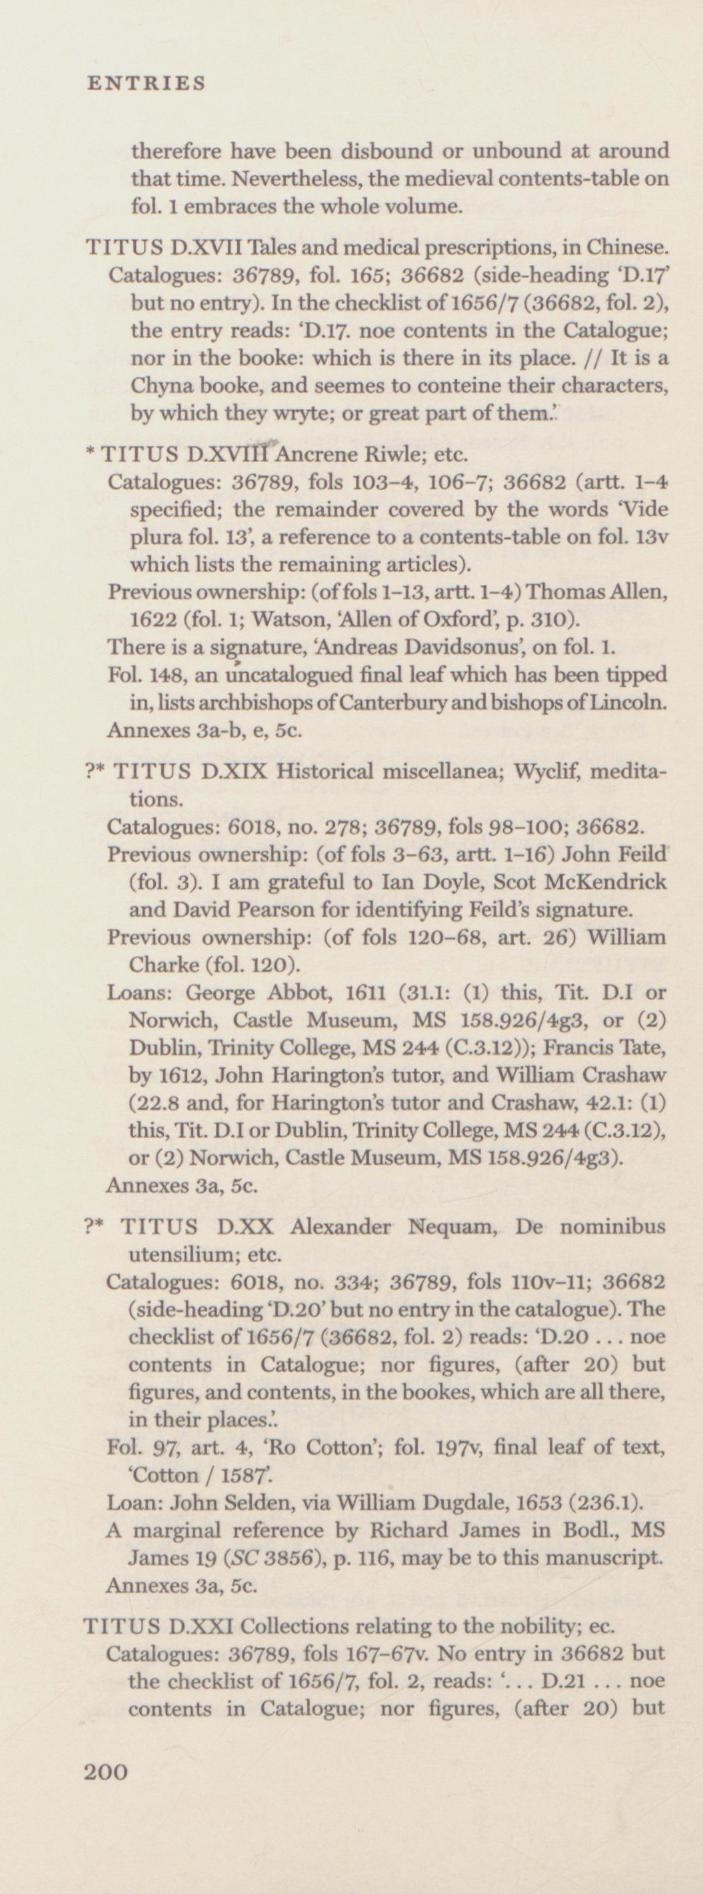 ENTRIES
therefore have been disbound or unbound at around
that time. Nevertheless, the medieval contents-table on
fol. 1 embraces the whole volume.
TITUS D.XVII Tales and medical prescriptions, in Chinese.
Catalogues: 36789, fol. 165; 36682 (side-heading ‘D.17’
but no entry). In the checklist of 1656/7 (36682, fol. 2),
the entry reads: ‘D.17. noe contents in the Catalogue;
nor in the booke: which is there in its place. // It is a
Chyna booke, and seemes to conteine their characters,
by which they wryte; or great part of them.’.
* TITUS D.XVIII Ancrene Riwle; etc.
Catalogues: 36789, fols 103–4, 106–7; 36682 (artt. 1–4
specified; the remainder covered by the words ‘Vide
plura fol. 13’, a reference to a contents-table on fol. 13v
which lists the remaining articles).
Previous ownership: (of fols 1–13, artt. 1–4) Thomas Allen,
1622 (fol. 1; Watson, ‘Allen of Oxford’, p. 310).
There is a signature, ‘Andreas Davidsonus’, on fol. 1.
Fol. 148, an uncatalogued final leaf which has been tipped
in, lists archbishops of Canterbury and bishops of Lincoln.
Annexes 3a-b, e, 5c.
?* TITUS D.XIX Historical miscellanea; Wyclif, medita-
tions.
Catalogues: 6018, no. 278; 36789, fols 98–100; 36682.
Previous ownership: (of fols 3–63, artt. 1–16) John Feild
(fol. 3). I am grateful to Ian Doyle, Scot McKendrick
and David Pearson for identifying Feild’s signature.
Previous ownership: (of fols 120–68, art. 26) William
Charke (fol. 120).
Loans: George Abbot, 1611 (31.1: (1) this, Tit. D.I or
Norwich, Castle Museum, MS 158.926/4g3, or (2)
Dublin, Trinity College, MS 244 (C.3.12)); Francis Tate,
by 1612, John Harington’s tutor, and William Crashaw
(22.8 and, for Harington’s tutor and Crashaw, 42.1: (1)
this, Tit. D.I or Dublin, Trinity College, MS 244 (C.3.12),
or (2) Norwich, Castle Museum, MS 158.926/4g3).
Annexes 3a, 5c.
?* TITUS D.XX Alexander Nequam, De nominibus
utensilium; etc.
Catalogues: 6018, no. 334; 36789, fols 110v–11; 36682
(side-heading ‘D.20’ but no entry in the catalogue). The
checklist of 1656/7 (36682, fol. 2) reads: ‘D.20 . . . noe
contents in Catalogue; nor figures, (after 20) but
figures, and contents, in the bookes, which are all there,
in their places.’.
Fol. 97, art. 4, ‘Ro Cotton’; fol. 197v, final leaf of text,
‘Cotton / 1587’.
Loan: John Selden, via William Dugdale, 1653 (236.1).
A marginal reference by Richard James in Bodl., MS
James 19 (SC 3856), p. 116, may be to this manuscript.
Annexes 3a, 5c.
TITUS D.XXI Collections relating to the nobility; ec.
Catalogues: 36789, fols 167–67v. No entry in 36682 but
the checklist of 1656/7, fol. 2, reads: ‘. . . D.21 . . . noe
contents in Catalogue; nor figures, (after 20) but
200